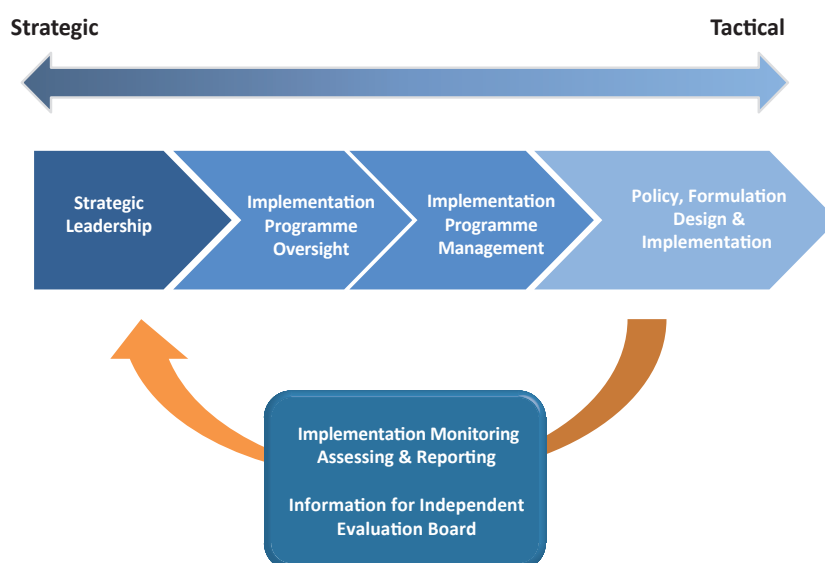 Strategic
Tactical
Strategic
Leadership
Implementation
Programme
Oversight
Implementation
Programme
Management
Policy, Formulation
Design &
Implementation
Implementation Monitoring
Assessing & Reporting
Information for Independent
Evaluation Board